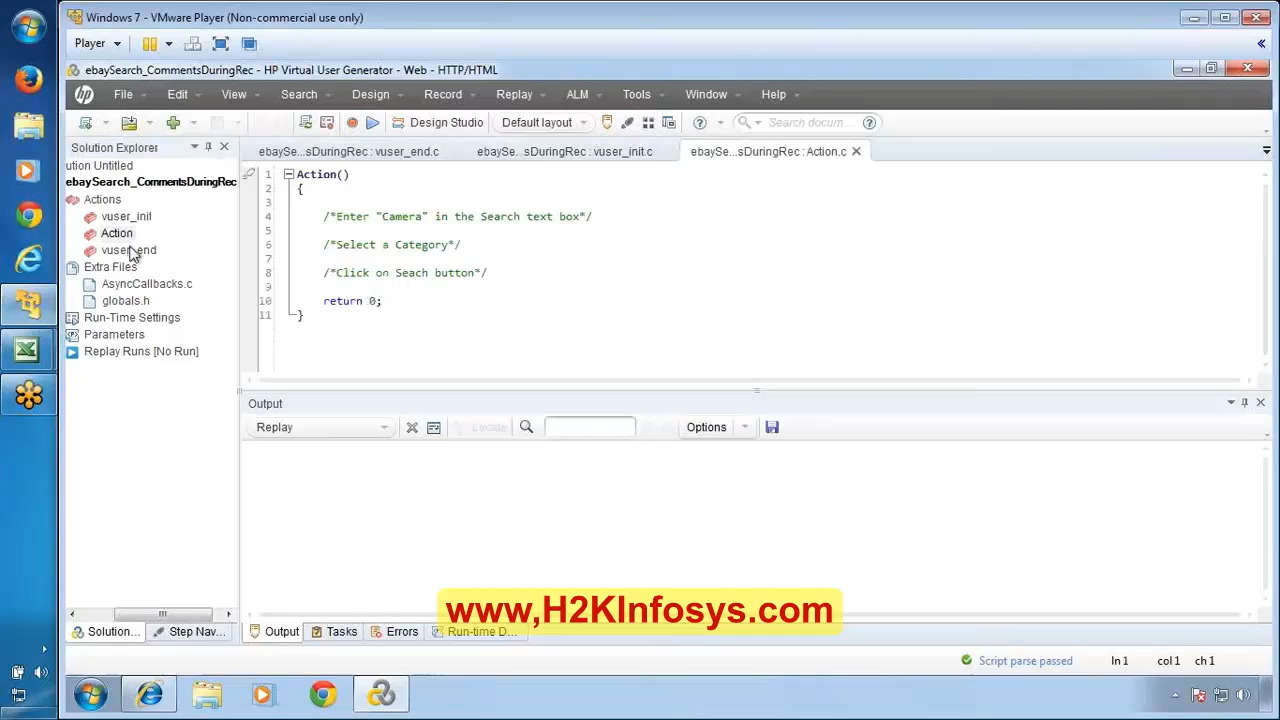 Windows 7 - VMware Player (Non-commercial use only)
Player
ebaySearch_CommentsDuringRec - HP Virtual User Generator - Web - HTTP/HTML
File Edit View Search Design Record Replay ALM Tools Window Help
Design Studio Default layout Search docum...
Solution Explorer
ebaySe...sDuringRec : vuser_end.c ebaySe...sDuringRec : vuser_init.c ebaySe...sDuringRec : Action.c
ution Untitled
ebaySearch_CommentsDuringRec
Actions
vuser_init
Action
vuser_end
Extra Files
AsyncCallbacks.c
globals.h
Run-Time Settings
Parameters
Replay Runs [No Run]
1 Action()
2 {
3
4 /*Enter "Camera" in the Search text box*/
5
6 /*Select a Category*/
7
8 /*Click on Seach button*/
9
10 return 0;
11 }
Output
Replay Locate Options
www,H2KInfosys.com
Solution... Step Nav... Output Tasks Errors Run-time D...
Script parse passed ln 1 col 1 ch 1